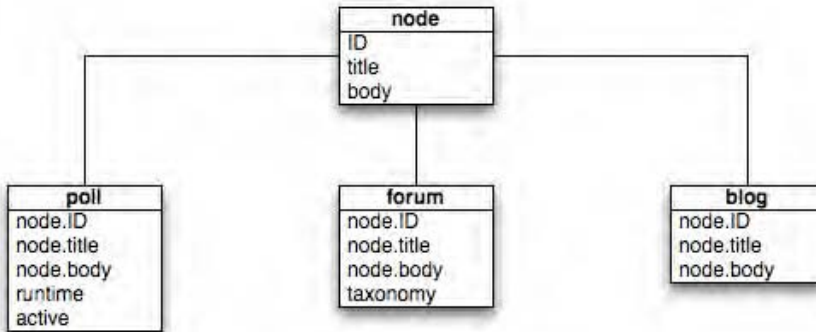 node
ID
title
body
poll
node.ID
node.title
node.body
runtime
active
forum
node.ID
node.title
node.body
taxonomy
blog
node.ID
node.title
node.body